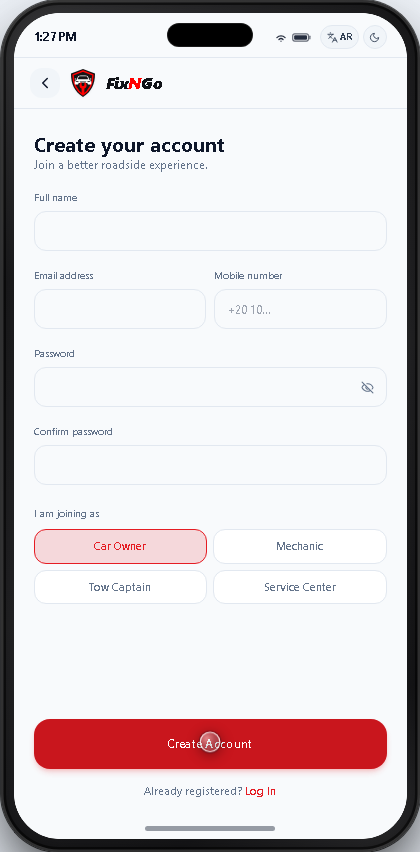 1:27 PM
AR
FixNGo
Create your account
Join a better roadside experience.
Full name
Email address
Mobile number
+20 10...
Password
Confirm password
I am joining as
Car Owner
Mechanic
Tow Captain
Service Center
Create Account
Already registered? Log In